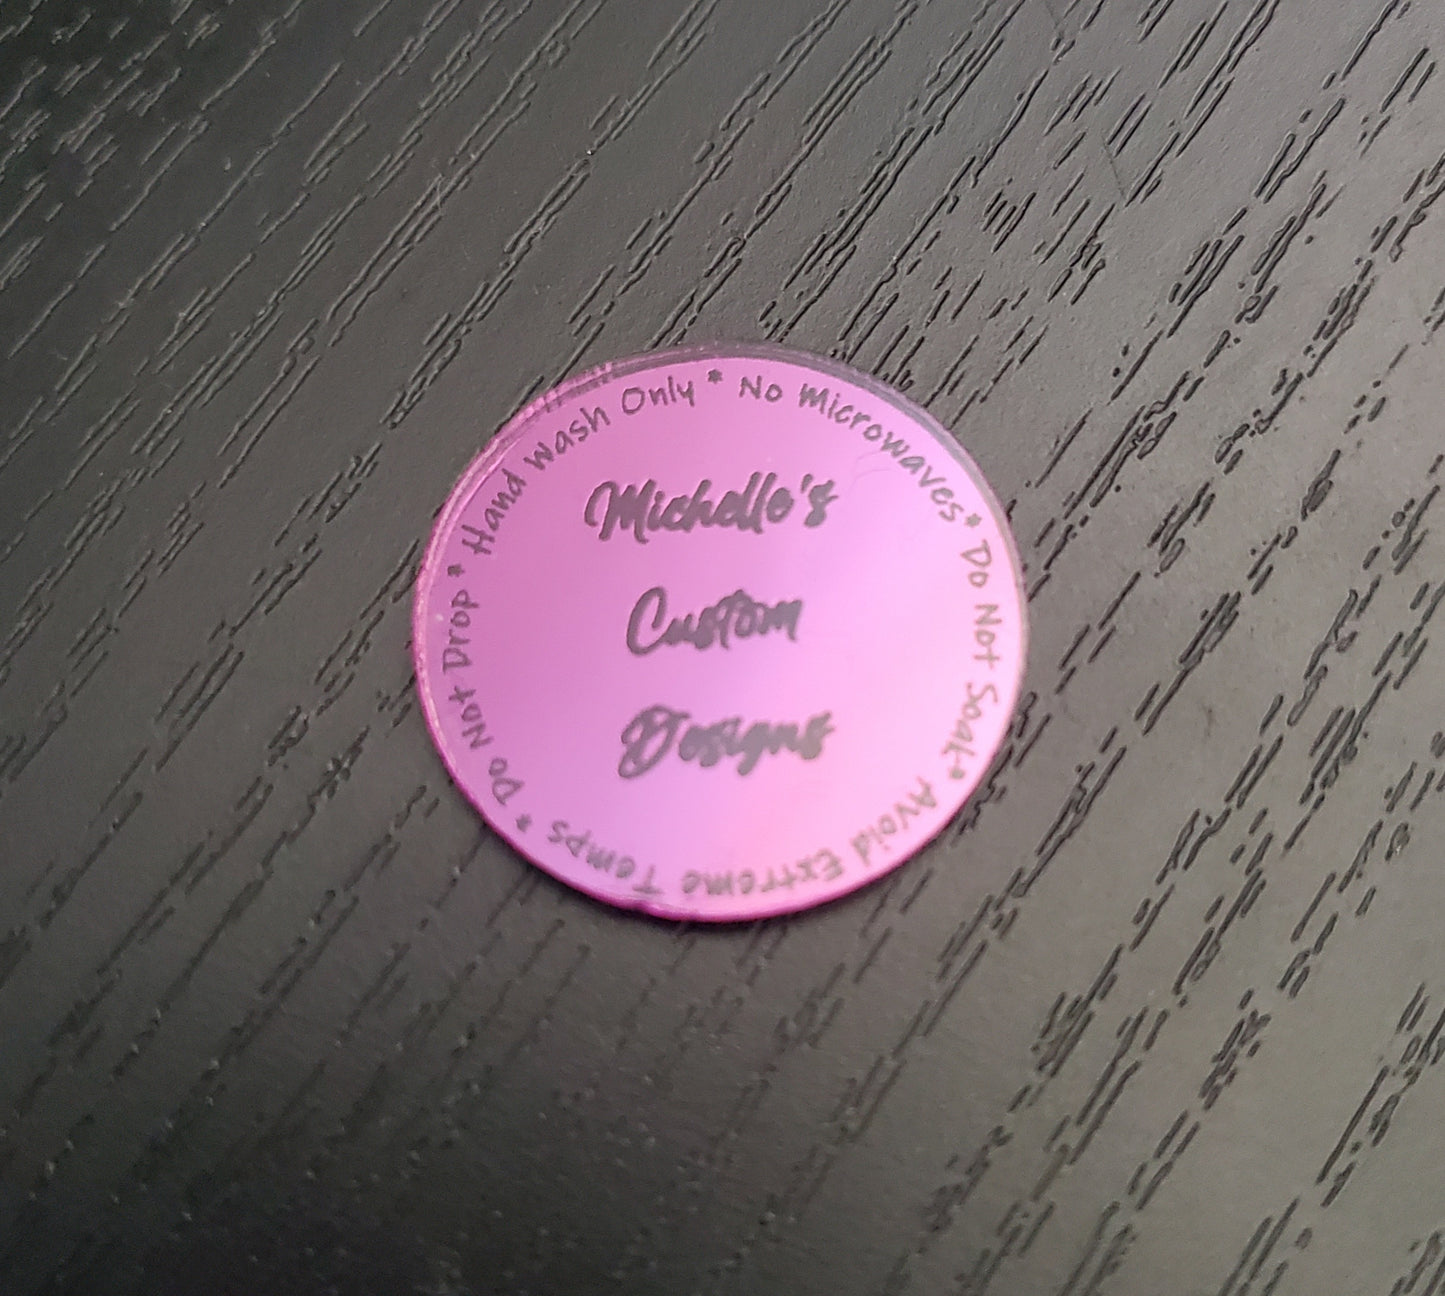 * Hand wash Only * No Microwaves * Do Not Soak * Avoid Extreme Temps * Do Not Drop
Michelle's
Custom
Designs